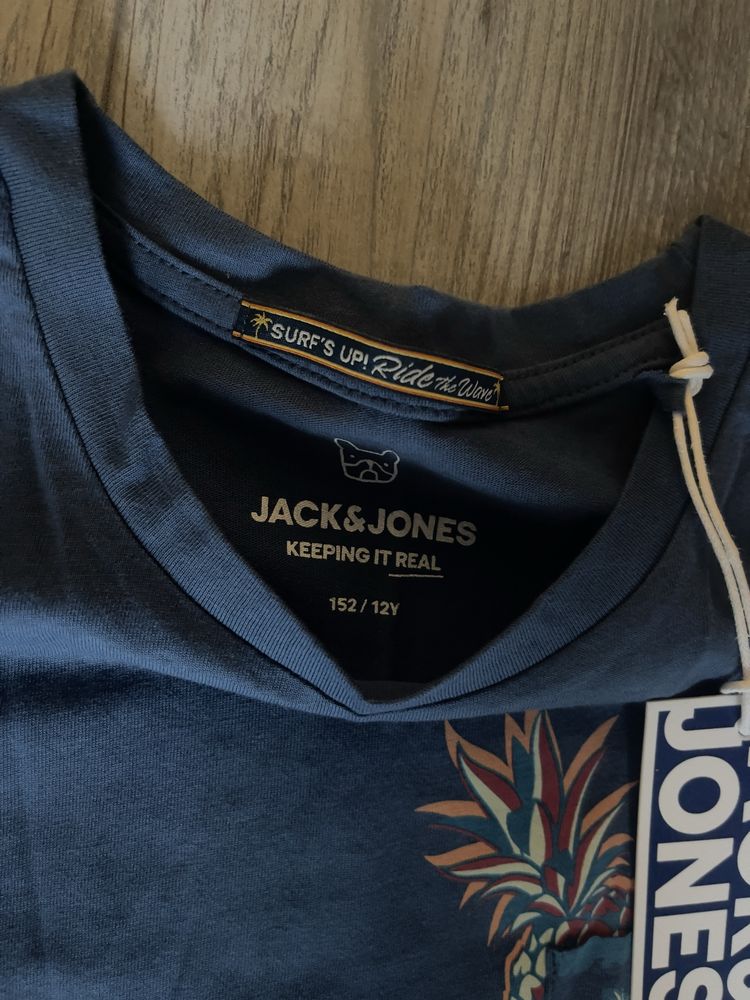 SURF'S UP! Ride The Wave
JACK&JONES
KEEPING IT REAL
152 / 12Y
JONES